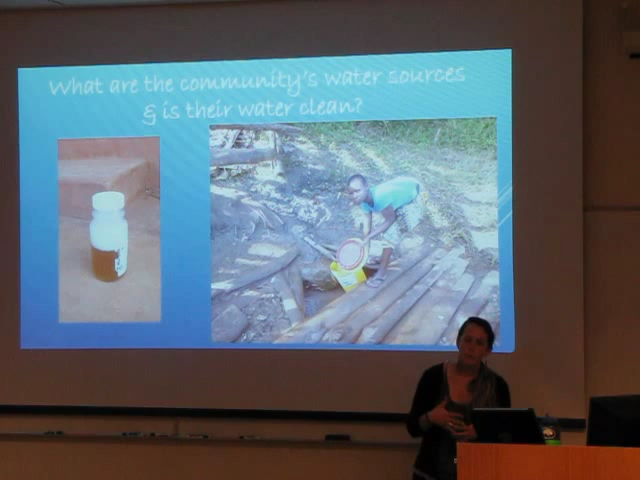 What are the community's water sources
& is their water clean?